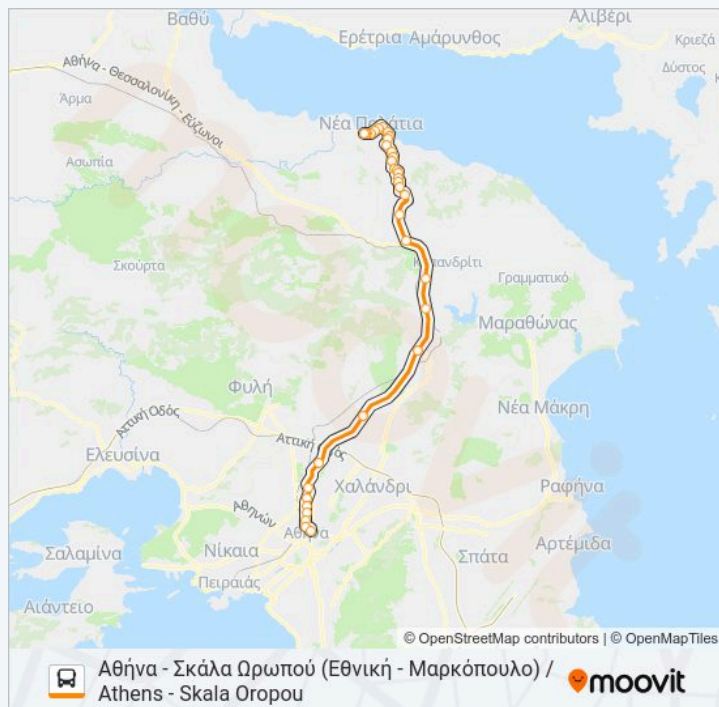 Βαθύ
Αλιβέρι
Ερέτρια Αμάρυνθος
Κριεζά
Δύστος
Αθήνα - Θεσσαλονίκη - Εύζωνοι
Άρμα
Νέα Παλάτια
Ασωπία
Σκούρτα
Καπανδρίτι
Γραμματικό
Μαραθώνας
Φυλή
Νέα Μάκρη
Αττική Οδός
Αττική Οδός
Ελευσίνα
Χαλάνδρι
Ραφήνα
Αθηνών
Αθήνα
Νίκαια
Σπάτα
Αρτέμιδα
Σαλαμίνα
Πειραιάς
Αιάντειο
© OpenStreetMap contributors | © OpenMapTiles
Αθήνα - Σκάλα Ωρωπού (Εθνική - Μαρκόπουλο) /
Athens - Skala Oropou
moovit